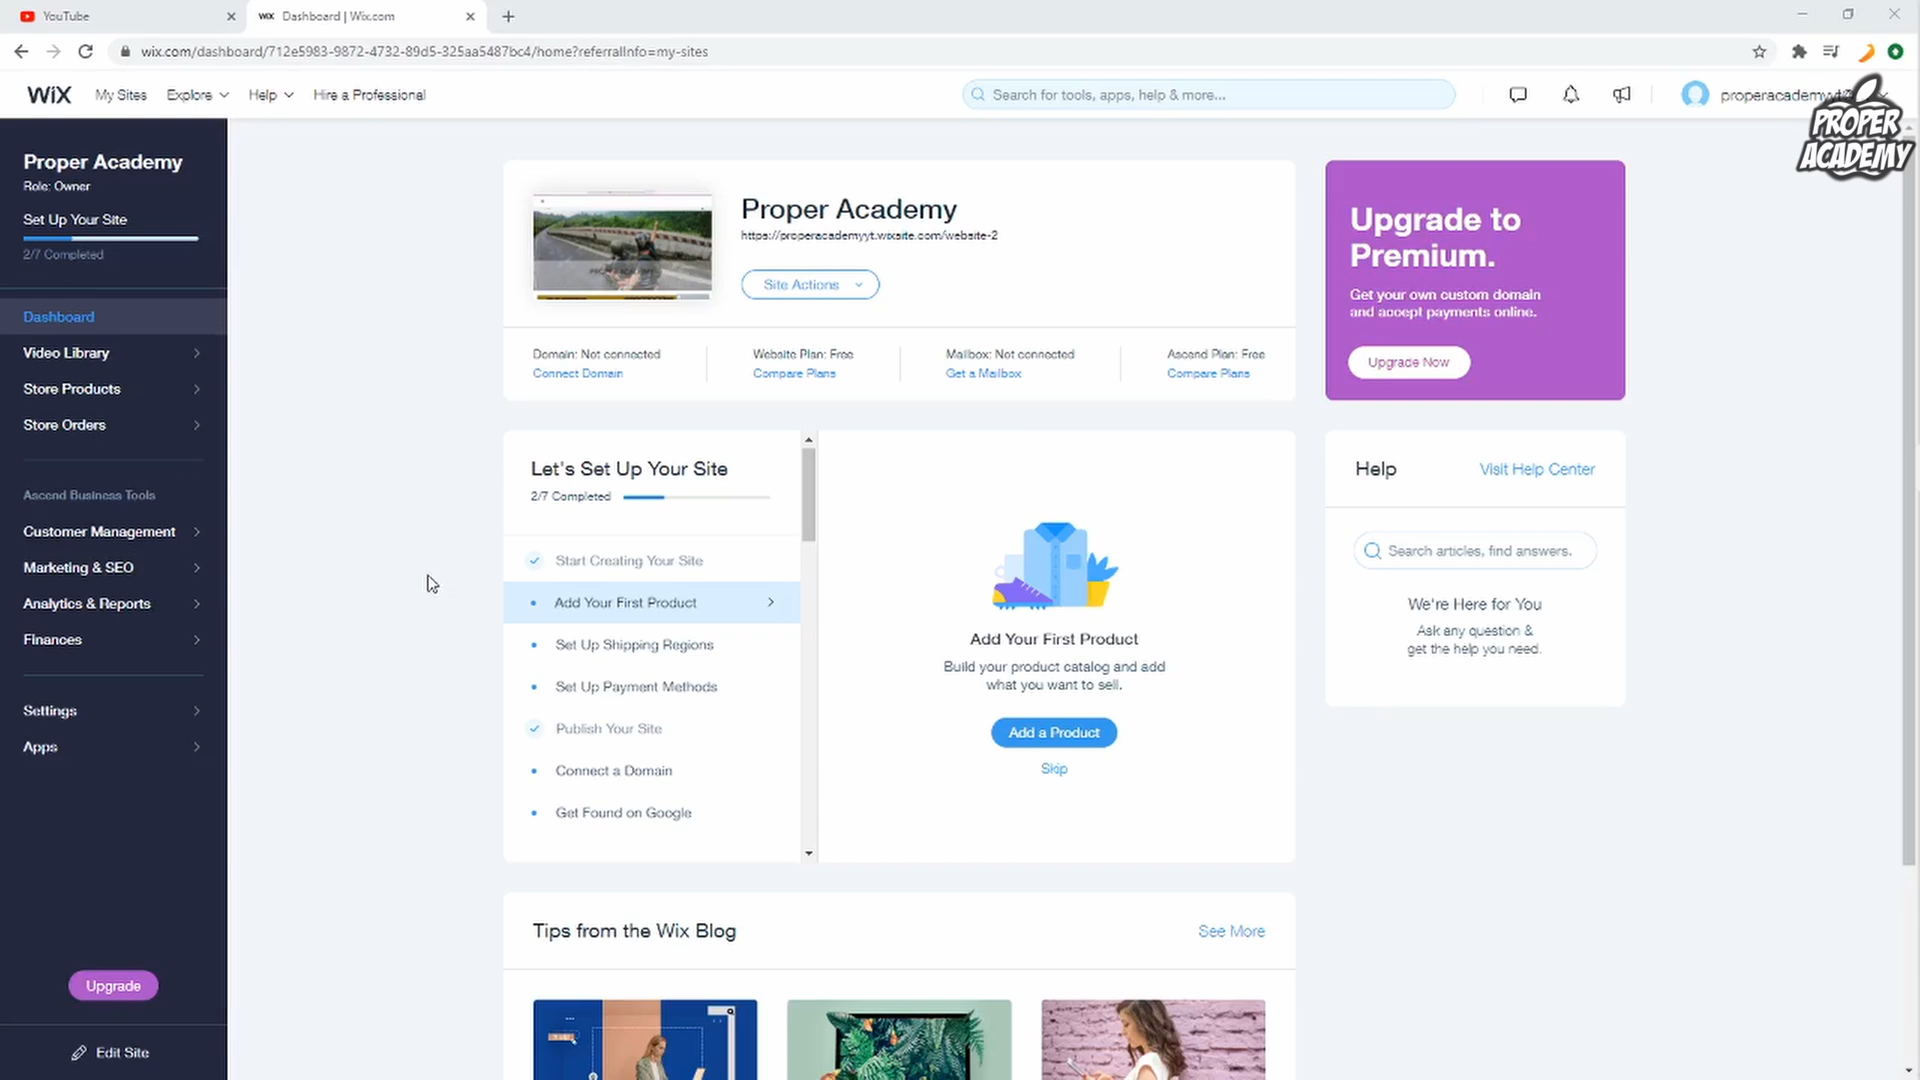 YouTube
WiX Dashboard | Wix.com
wix.com/dashboard/712e5983-9872-4732-89d5-325aa5487bc4/home?referralInfo=my-sites
WiX My Sites Explore Help Hire a Professional
Search for tools, apps, help & more...
properacademyyt@
PROPER
ACADEMY
Proper Academy
Role: Owner
Set Up Your Site
2/7 Completed
Dashboard
Video Library
Store Products
Store Orders
Ascend Business Tools
Customer Management
Marketing & SEO
Analytics & Reports
Finances
Settings
Apps
Upgrade
Edit Site
Proper Academy
https://properacademyyt.wixsite.com/website-2
Site Actions
Domain: Not connected
Connect Domain
Website Plan: Free
Compare Plans
Mailbox: Not connected
Get a Mailbox
Ascend Plan: Free
Compare Plans
Upgrade to
Premium.
Get your own custom domain
and accept payments online.
Upgrade Now
Let's Set Up Your Site
2/7 Completed
Start Creating Your Site
Add Your First Product
Set Up Shipping Regions
Set Up Payment Methods
Publish Your Site
Connect a Domain
Get Found on Google
Add Your First Product
Build your product catalog and add
what you want to sell.
Add a Product
Skip
Help
Visit Help Center
Search articles, find answers.
We're Here for You
Ask any question &
get the help you need.
Tips from the Wix Blog
See More